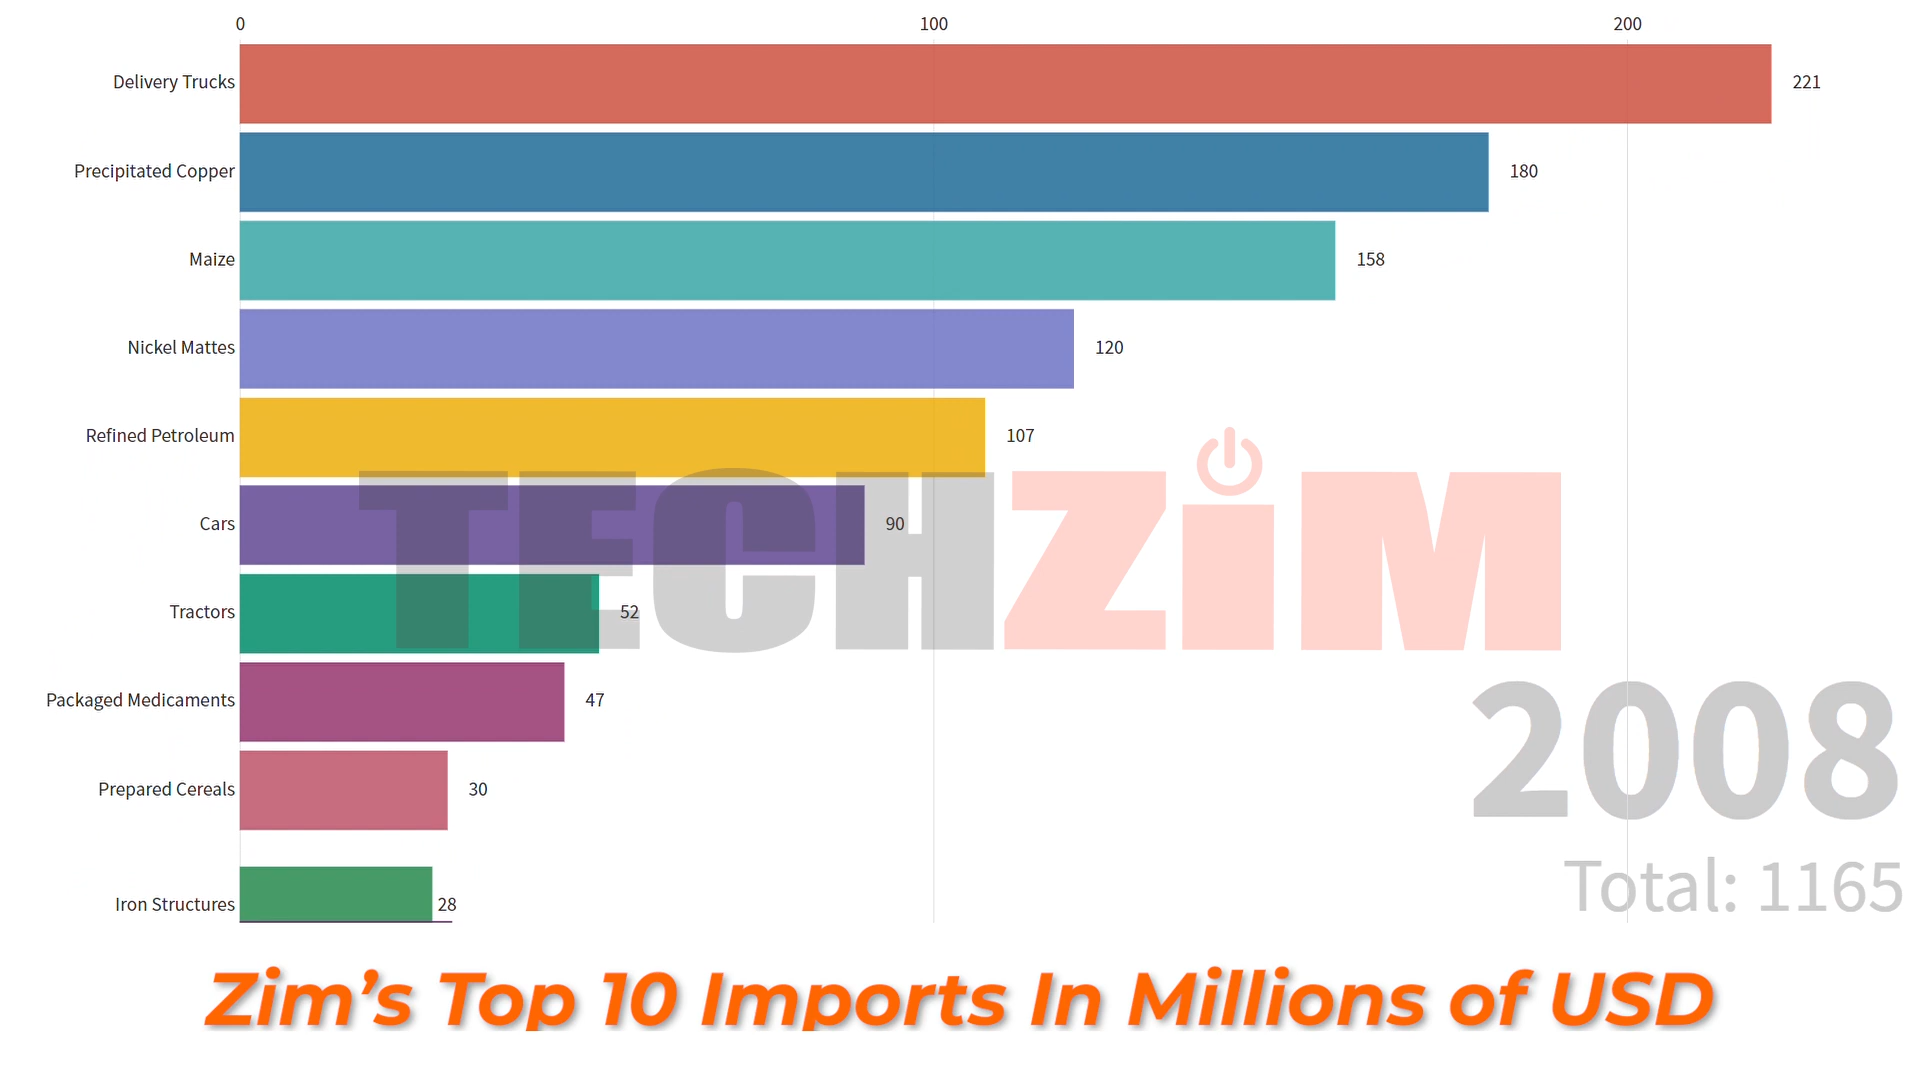 0 100 200
Delivery Trucks 221
Precipitated Copper 180
Maize 158
Nickel Mattes 120
Refined Petroleum 107
Cars 90
TECHZiM
Tractors 52
Packaged Medicaments 47
2008
Prepared Cereals 30
Total: 1165
Iron Structures 28
Zim’s Top 10 Imports In Millions of USD